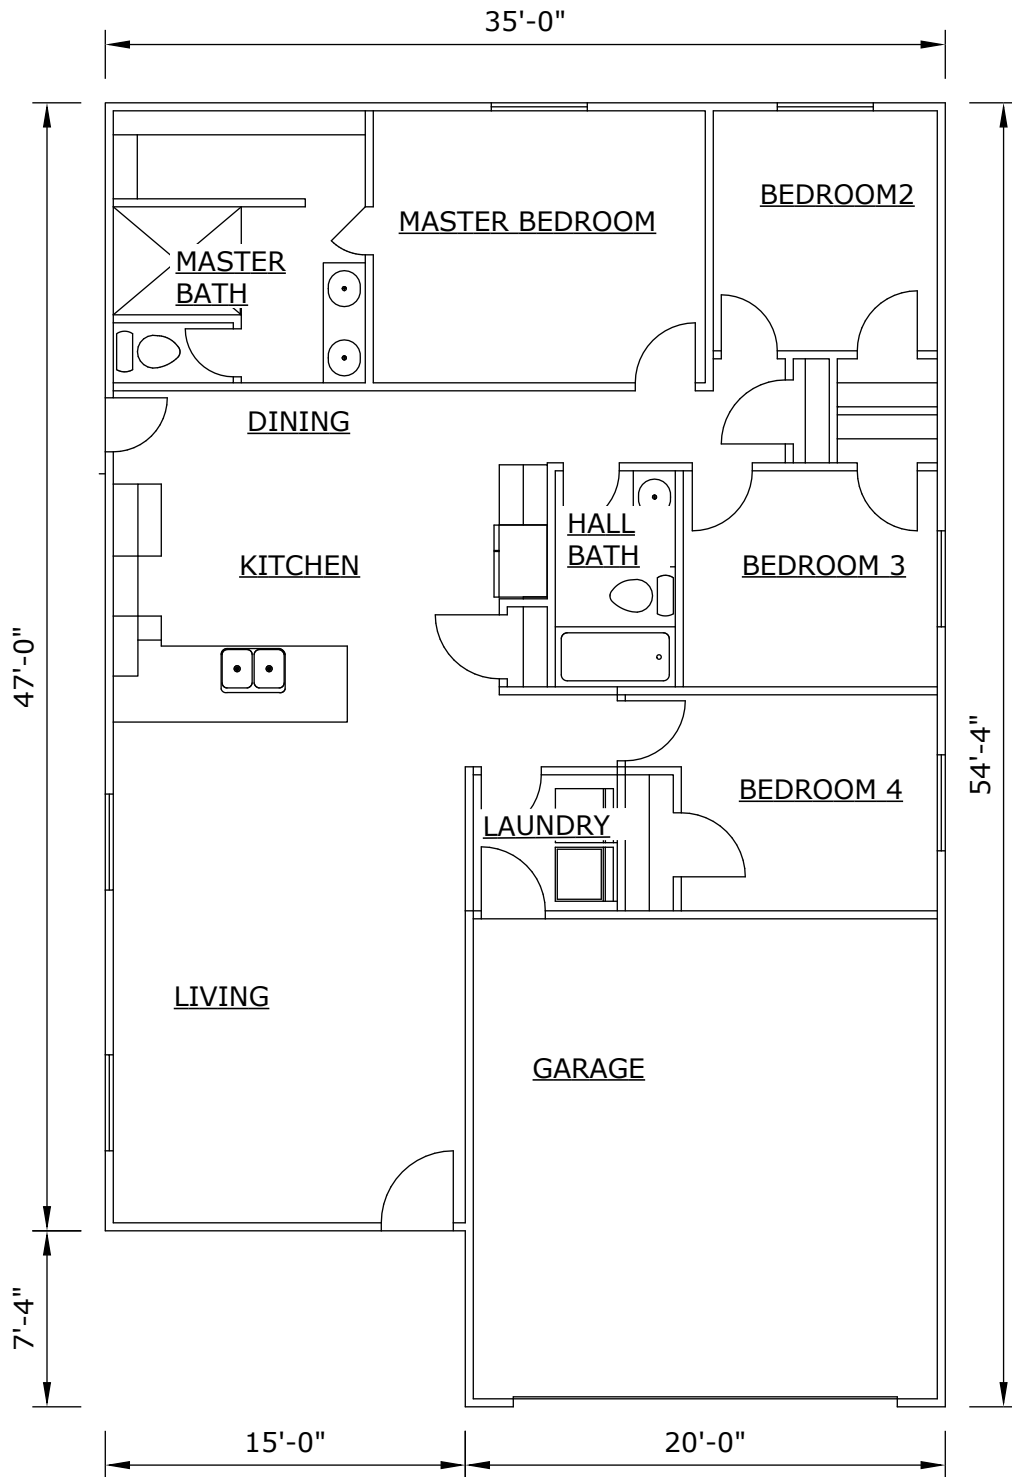 35'-0"
BEDROOM2
MASTER BEDROOM
MASTER
BATH
DINING
HALL
BATH
KITCHEN
BEDROOM 3
47'-0"
54'-4"
BEDROOM 4
LAUNDRY
LIVING
GARAGE
7'-4"
15'-0"
20'-0"